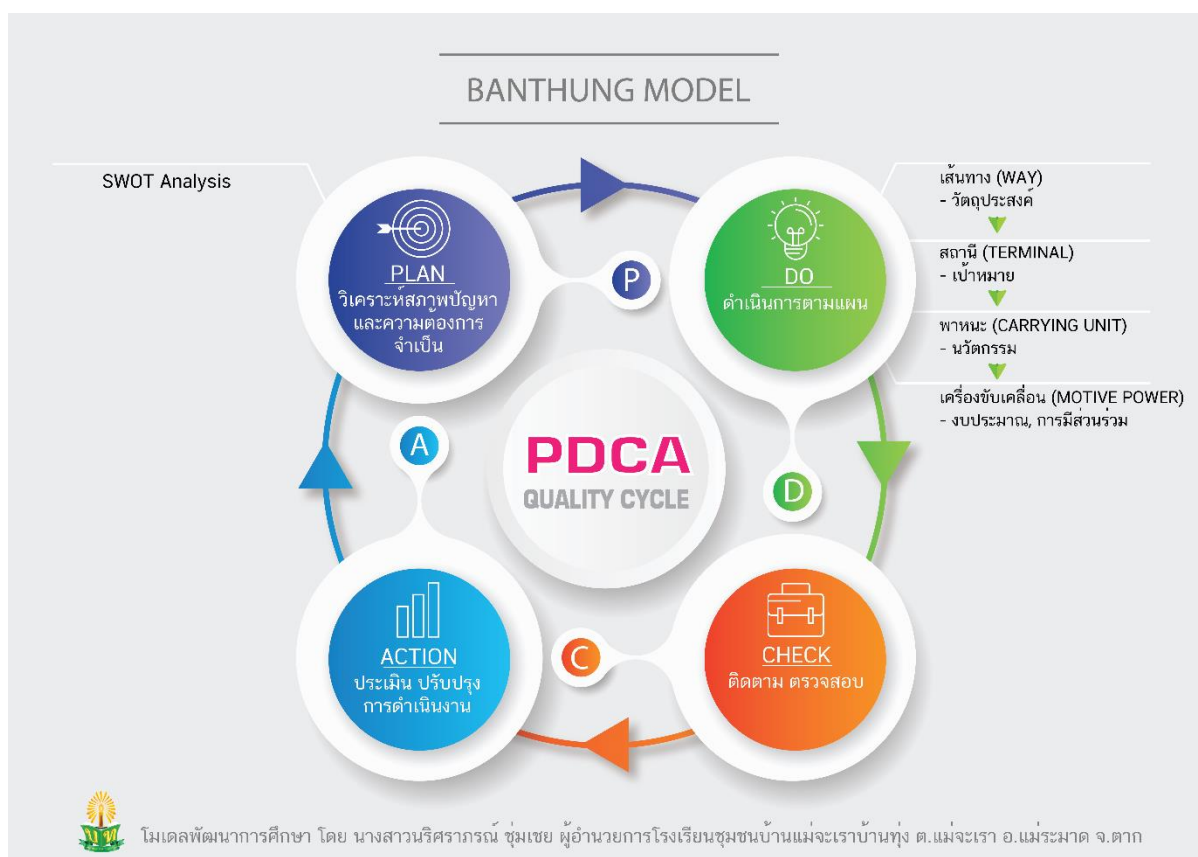 BANTHUNG MODEL
SWOT Analysis
PLAN
วิเคราะห์สภาพปัญหา
และความต้องการ
จำเป็น
P
DO
ดำเนินการตามแผน
เส้นทาง (WAY)
- วัตถุประสงค์
สถานี (TERMINAL)
- เป้าหมาย
พาหนะ (CARRYING UNIT)
- นวัตกรรม
เครื่องขับเคลื่อน (MOTIVE POWER)
- งบประมาณ, การมีส่วนร่วม
A
PDCA
QUALITY CYCLE
D
ACTION
ประเมิน ปรับปรุง
การดำเนินงาน
C
CHECK
ติดตาม ตรวจสอบ
บท
โมเดลพัฒนาการศึกษา โดย นางสาวนริศราภรณ์ ชุ่มเชย ผู้อำนวยการโรงเรียนชุมชนบ้านแม่จะเราบ้านทุ่ง ต.แม่จะเรา อ.แม่ระมาด จ.ตาก